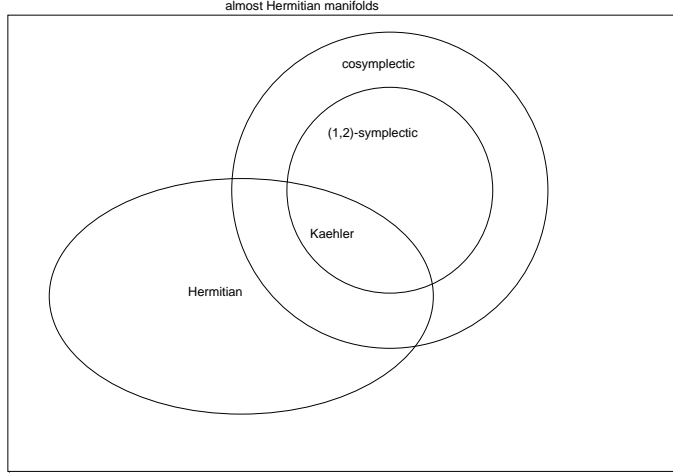 almost Hermitian manifolds
cosymplectic
(1,2)-symplectic
Kaehler
Hermitian